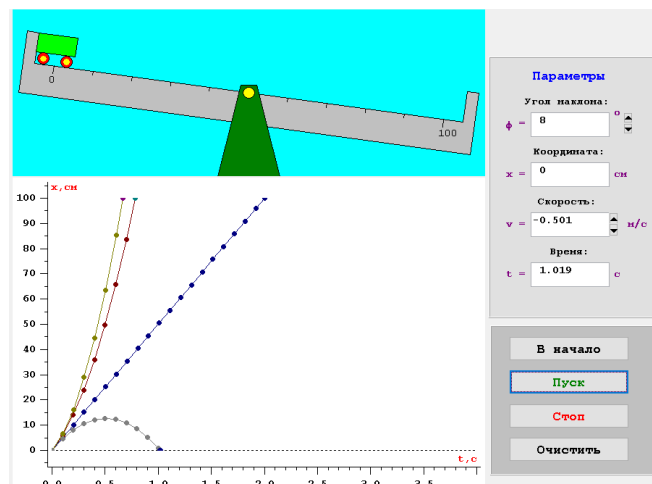 0
100
Параметры
Угол наклона:
ф = 8 о
Координата:
x = 0 см
Скорость:
v = -0.501 м/с
Время:
t = 1.019 с
x,см
100
90
80
70
60
50
40
30
20
10
0
t,с
0.0 0.5 1.0 1.5 2.0 2.5 3.0 3.5
В начало
Пуск
Стоп
Очистить